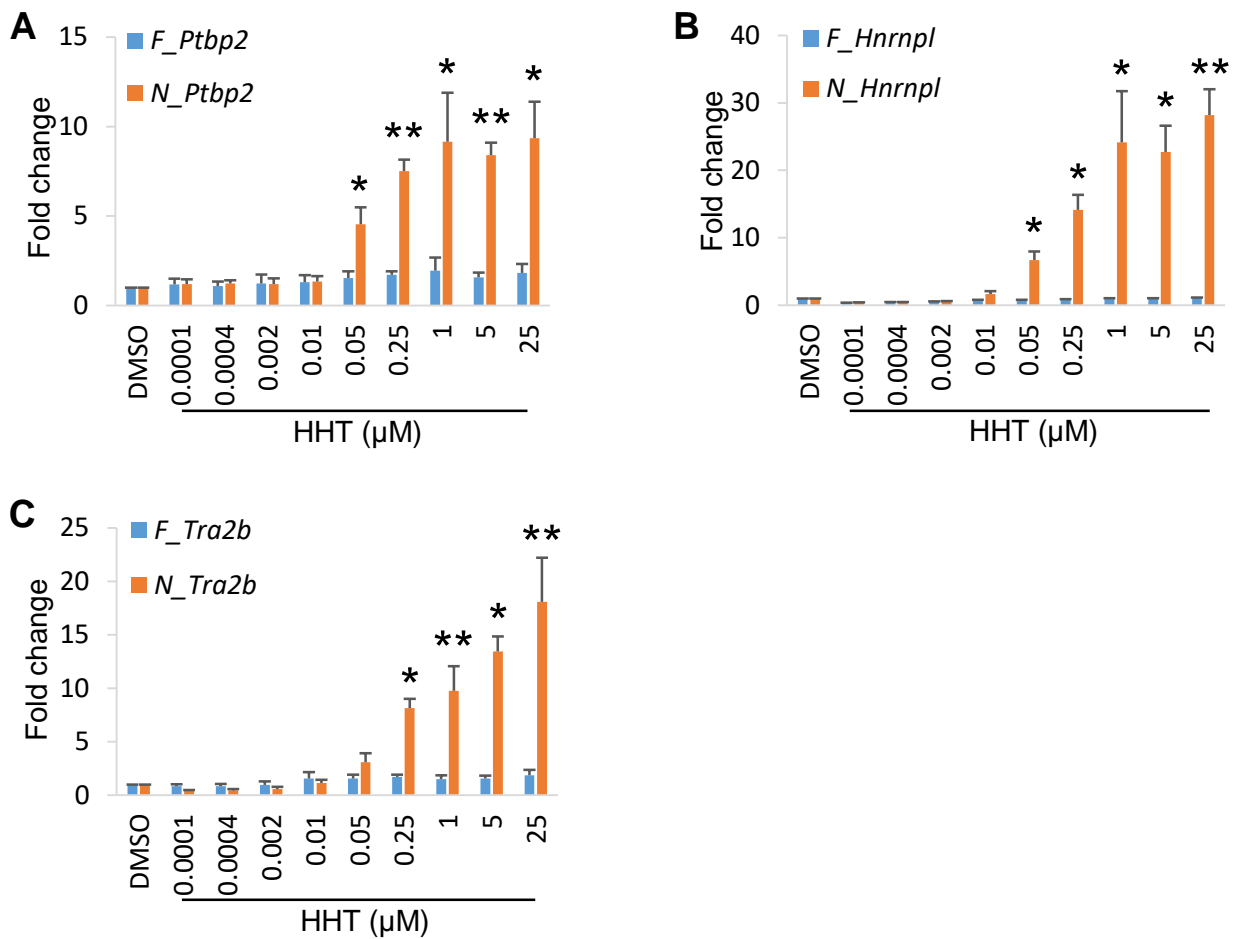 A
F_Ptbp2
N_Ptbp2
Fold change
15
10
5
0
* ** * ** *
DMSO 0.0001 0.0004 0.002 0.01 0.05 0.25 1 5 25
HHT (µM)
B
F_Hnrnpl
N_Hnrnpl
Fold change
40
30
20
10
0
* * * * **
DMSO 0.0001 0.0004 0.002 0.01 0.05 0.25 1 5 25
HHT (µM)
C
F_Tra2b
N_Tra2b
Fold change
25
20
15
10
5
0
* ** * **
DMSO 0.0001 0.0004 0.002 0.01 0.05 0.25 1 5 25
HHT (µM)